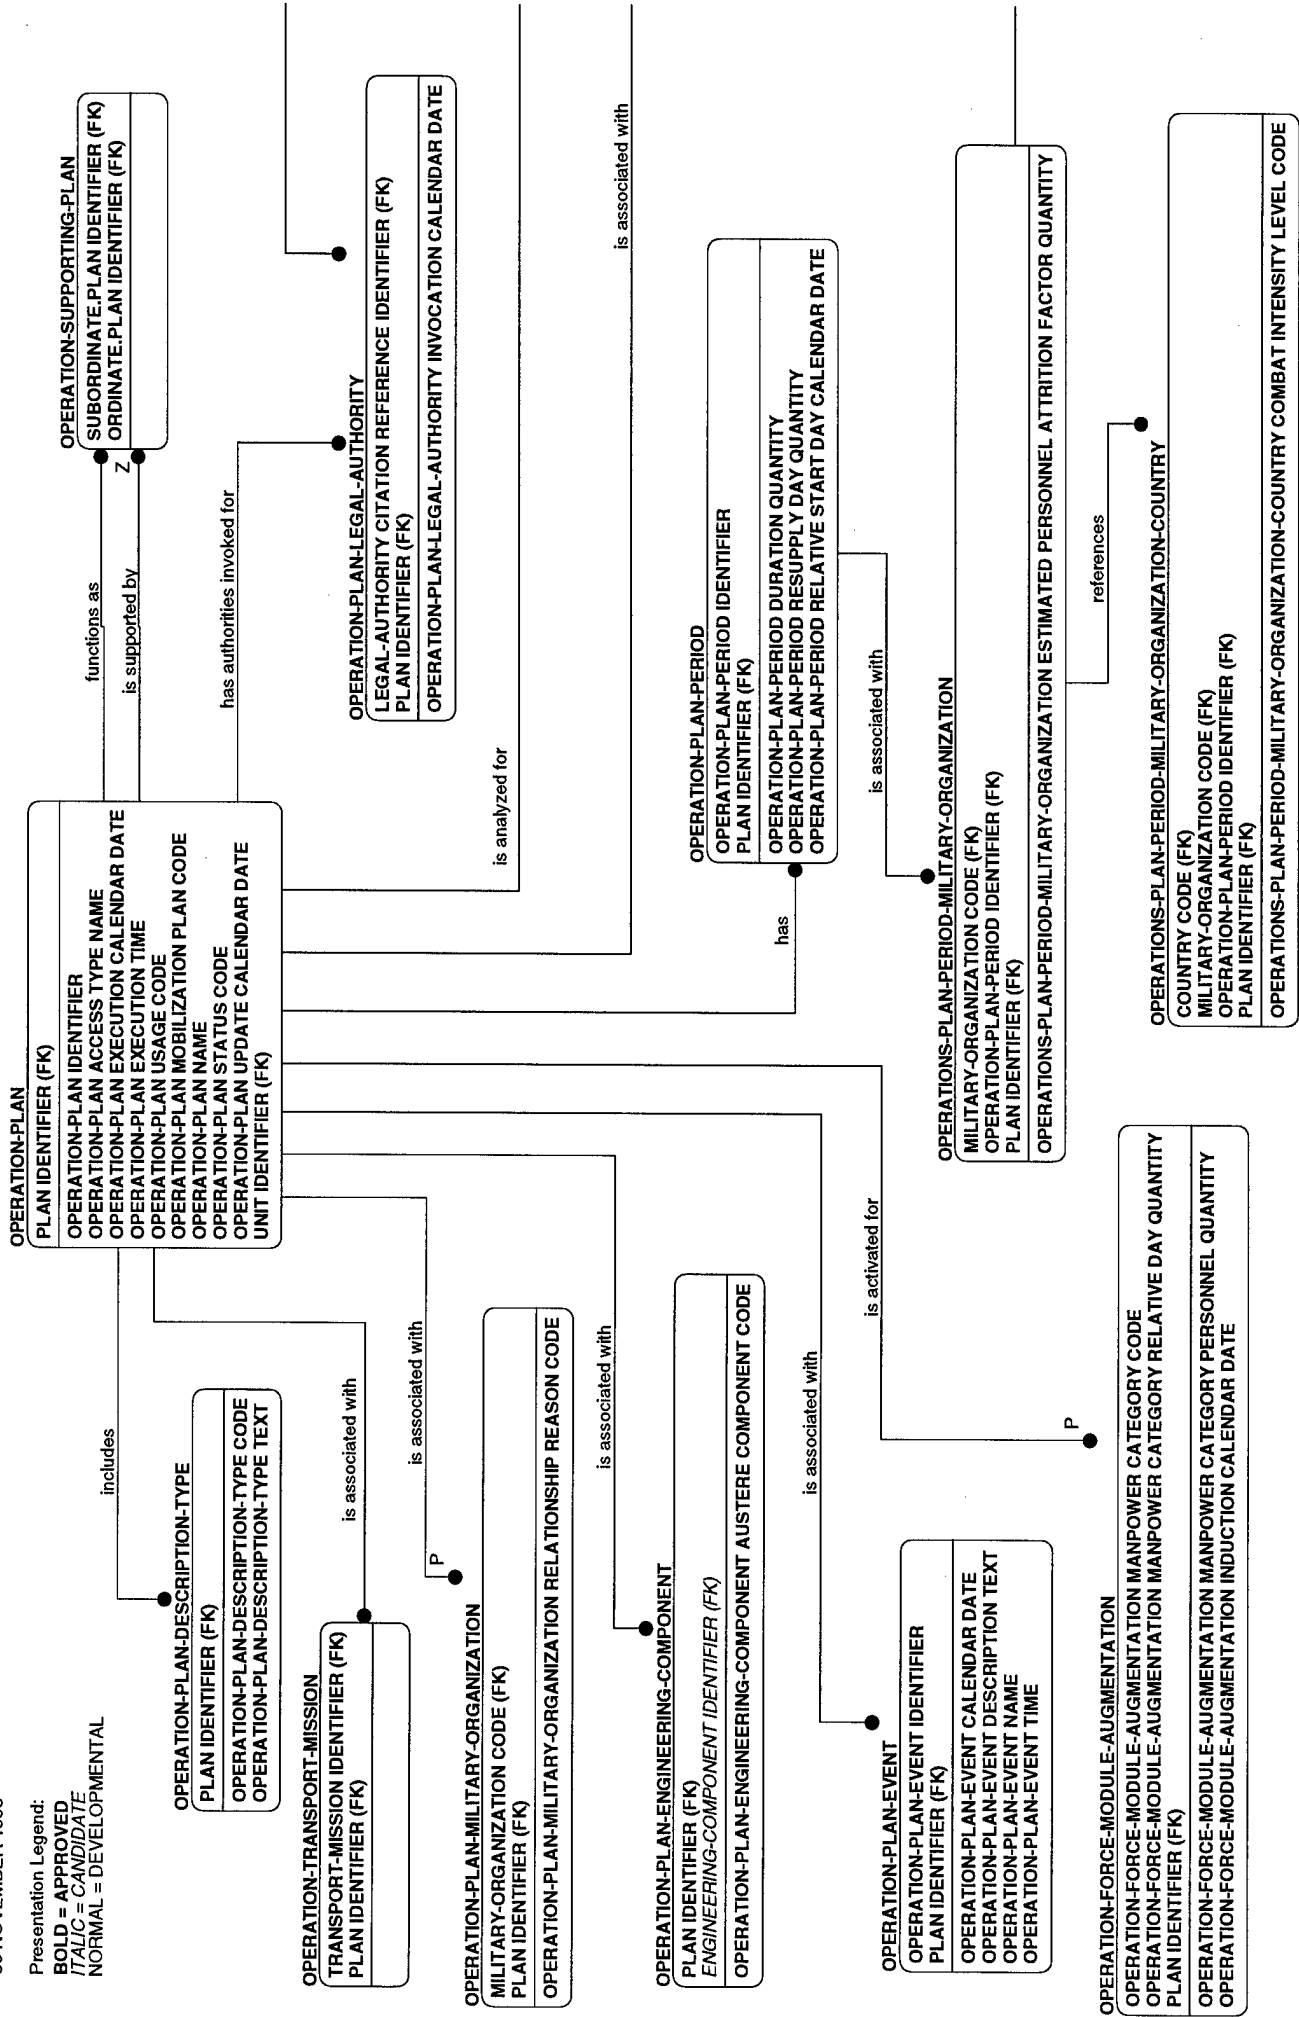 Presentation Legend:
BOLD = APPROVED
ITALIC = CANDIDATE
NORMAL = DEVELOPMENTAL
OPERATION-PLAN
PLAN IDENTIFIER (FK)
OPERATION-PLAN IDENTIFIER
OPERATION-PLAN ACCESS TYPE NAME
OPERATION-PLAN EXECUTION CALENDAR DATE
OPERATION-PLAN EXECUTION TIME
OPERATION-PLAN USAGE CODE
OPERATION-PLAN MOBILIZATION PLAN CODE
OPERATION-PLAN NAME
OPERATION-PLAN STATUS CODE
OPERATION-PLAN UPDATE CALENDAR DATE
UNIT IDENTIFIER (FK)
functions as
is supported by
Z
OPERATION-SUPPORTING-PLAN
SUBORDINATE.PLAN IDENTIFIER (FK)
ORDINATE.PLAN IDENTIFIER (FK)
includes
OPERATION-PLAN-DESCRIPTION-TYPE
PLAN IDENTIFIER (FK)
OPERATION-PLAN-DESCRIPTION-TYPE CODE
OPERATION-PLAN-DESCRIPTION-TYPE TEXT
has authorities invoked for
OPERATION-PLAN-LEGAL-AUTHORITY
LEGAL-AUTHORITY CITATION REFERENCE IDENTIFIER (FK)
PLAN IDENTIFIER (FK)
OPERATION-PLAN-LEGAL-AUTHORITY INVOCATION CALENDAR DATE
is associated with
OPERATION-TRANSPORT-MISSION
TRANSPORT-MISSION IDENTIFIER (FK)
PLAN IDENTIFIER (FK)
is associated with
P
OPERATION-PLAN-MILITARY-ORGANIZATION
MILITARY-ORGANIZATION CODE (FK)
PLAN IDENTIFIER (FK)
OPERATION-PLAN-MILITARY-ORGANIZATION RELATIONSHIP REASON CODE
is analyzed for
is associated with
is associated with
OPERATION-PLAN-ENGINEERING-COMPONENT
PLAN IDENTIFIER (FK)
ENGINEERING-COMPONENT IDENTIFIER (FK)
OPERATION-PLAN-ENGINEERING-COMPONENT AUSTERE COMPONENT CODE
has
OPERATION-PLAN-PERIOD
OPERATION-PLAN-PERIOD IDENTIFIER
PLAN IDENTIFIER (FK)
OPERATION-PLAN-PERIOD DURATION QUANTITY
OPERATION-PLAN-PERIOD RESUPPLY DAY QUANTITY
OPERATION-PLAN-PERIOD RELATIVE START DAY CALENDAR DATE
is associated with
OPERATION-PLAN-EVENT
OPERATION-PLAN-EVENT IDENTIFIER
PLAN IDENTIFIER (FK)
OPERATION-PLAN-EVENT CALENDAR DATE
OPERATION-PLAN-EVENT DESCRIPTION TEXT
OPERATION-PLAN-EVENT NAME
OPERATION-PLAN-EVENT TIME
is associated with
OPERATIONS-PLAN-PERIOD-MILITARY-ORGANIZATION
MILITARY-ORGANIZATION CODE (FK)
OPERATION-PLAN-PERIOD IDENTIFIER (FK)
PLAN IDENTIFIER (FK)
OPERATIONS-PLAN-PERIOD-MILITARY-ORGANIZATION ESTIMATED PERSONNEL ATTRITION FACTOR QUANTITY
is activated for
P
OPERATION-FORCE-MODULE-AUGMENTATION
OPERATION-FORCE-MODULE-AUGMENTATION MANPOWER CATEGORY CODE
OPERATION-FORCE-MODULE-AUGMENTATION MANPOWER CATEGORY RELATIVE DAY QUANTITY
PLAN IDENTIFIER (FK)
OPERATION-FORCE-MODULE-AUGMENTATION MANPOWER CATEGORY PERSONNEL QUANTITY
OPERATION-FORCE-MODULE-AUGMENTATION INDUCTION CALENDAR DATE
references
OPERATIONS-PLAN-PERIOD-MILITARY-ORGANIZATION-COUNTRY
COUNTRY CODE (FK)
MILITARY-ORGANIZATION CODE (FK)
OPERATION-PLAN-PERIOD IDENTIFIER (FK)
PLAN IDENTIFIER (FK)
OPERATIONS-PLAN-PERIOD-MILITARY-ORGANIZATION-COUNTRY COMBAT INTENSITY LEVEL CODE